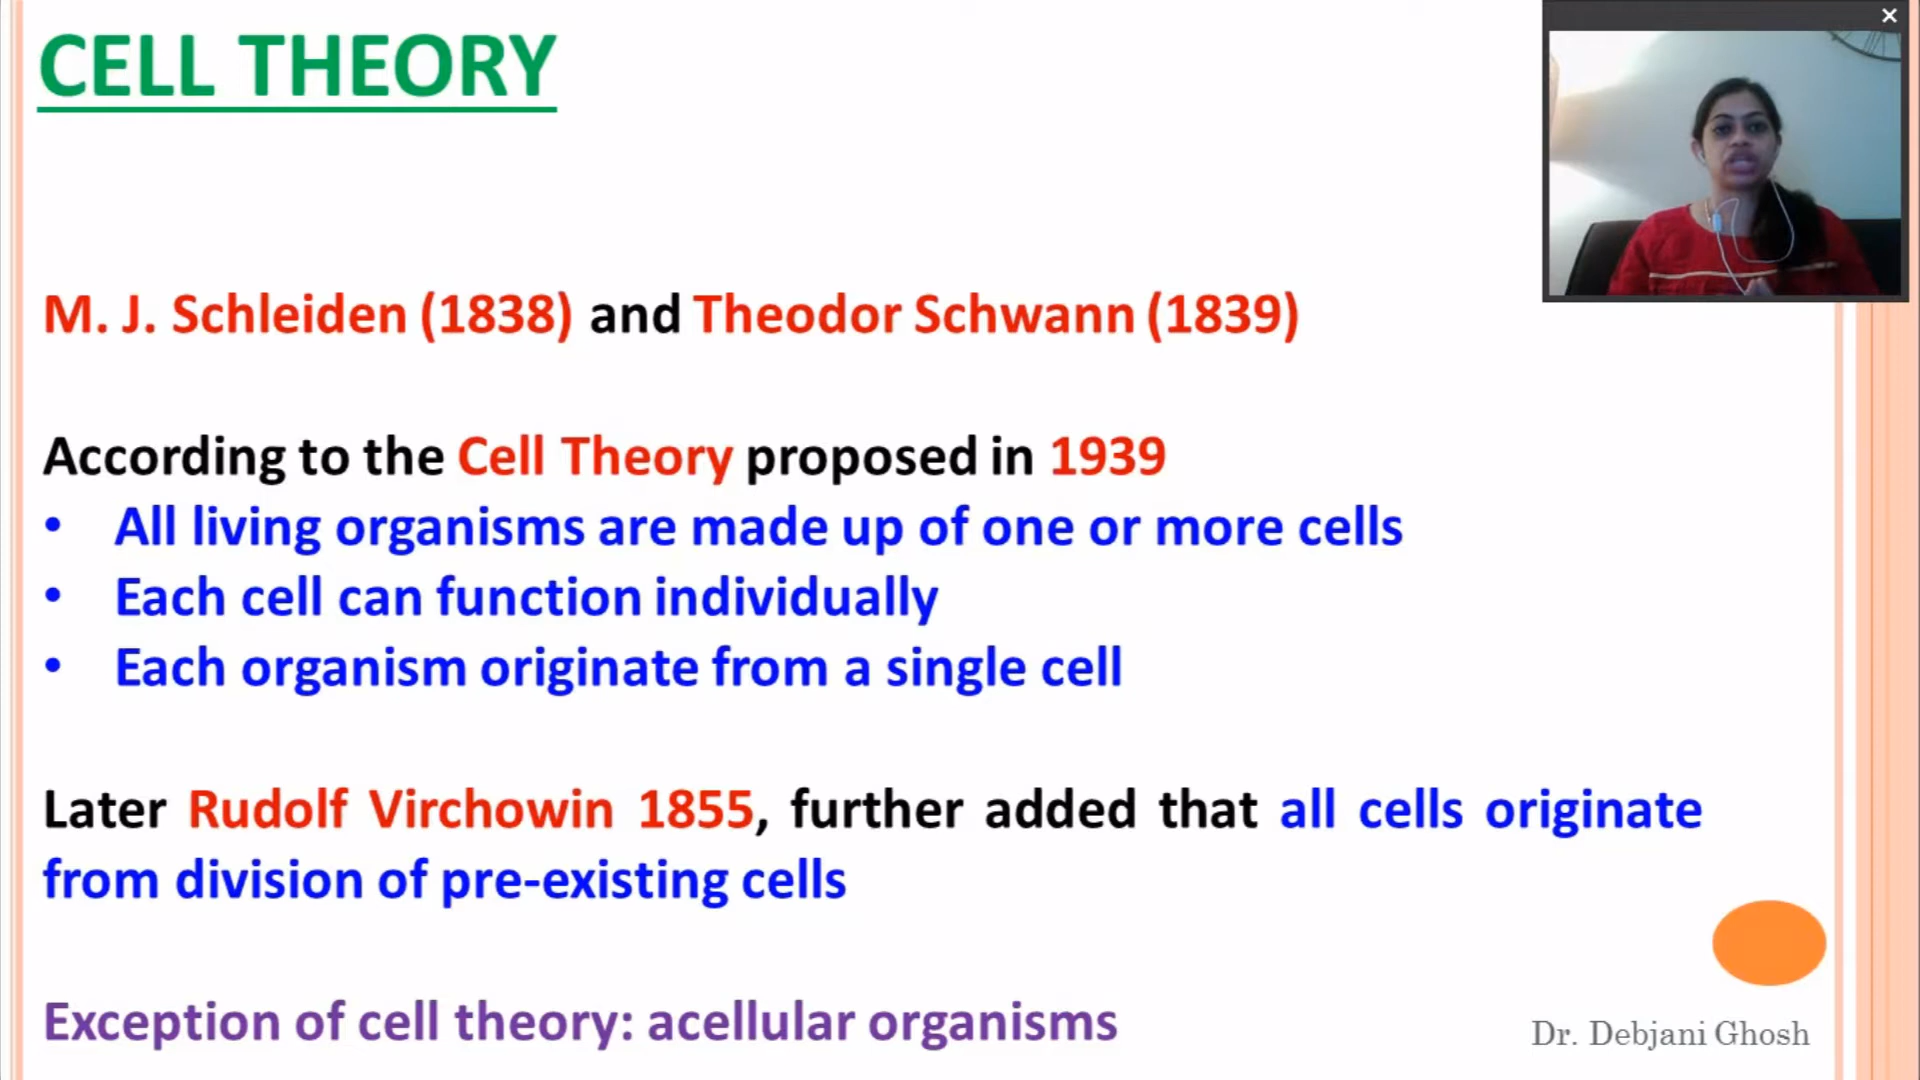 CELL THEORY
M. J. Schleiden (1838) and Theodor Schwann (1839)
According to the Cell Theory proposed in 1939
• All living organisms are made up of one or more cells
• Each cell can function individually
• Each organism originate from a single cell
Later Rudolf Virchowin 1855, further added that all cells originate
from division of pre-existing cells
Exception of cell theory: acellular organisms
Dr. Debjani Ghosh